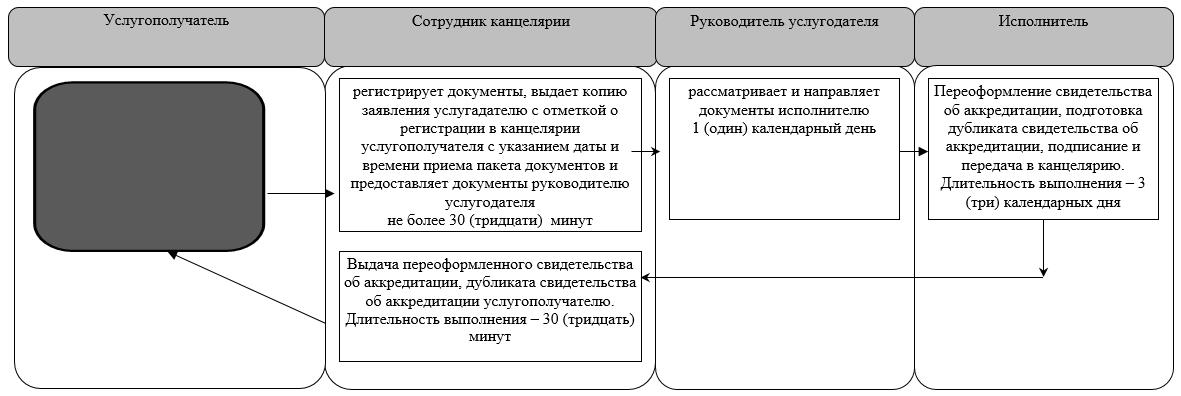 Услугополучатель
Сотрудник канцелярии
Руководитель услугодателя
Исполнитель
регистрирует документы, выдает копию
заявления услугадателю с отметкой о
регистрации в канцелярии
услугополучателя с указанием даты и
времени приема пакета документов и
предоставляет документы руководителю
услугодателя
не более 30 (тридцати) минут
рассматривает и направляет
документы исполнителю
1 (один) календарный день
Переоформление свидетельства
об аккредитации, подготовка
дубликата свидетельства об
аккредитации, подписание и
передача в канцелярию.
Длительность выполнения – 3
(три) календарных дня
Выдача переоформленного свидетельства
об аккредитации, дубликата свидетельства
об аккредитации услугополучателю.
Длительность выполнения – 30 (тридцать)
минут